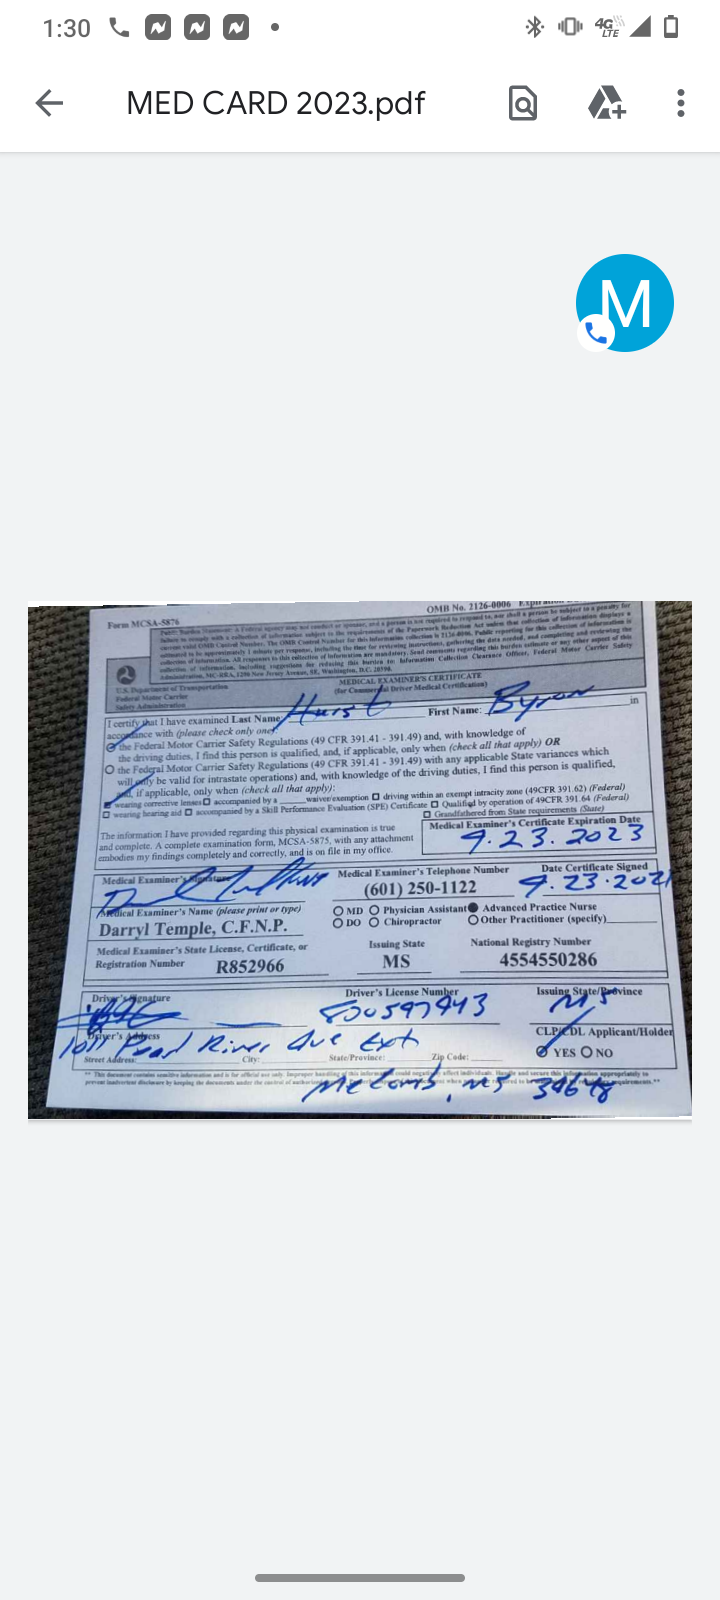 1:30
4G
LTE
MED CARD 2023.pdf
M
Form MCSA-5876
OMB No. 2126-0006
U.S. Department of Transportation
Federal Motor Carrier
Safety Administration
MEDICAL EXAMINER'S CERTIFICATE
(for Commercial Driver Medical Certification)
I certify that I have examined Last Name: Hurst First Name: Byron in
accordance with (please check only one):
the Federal Motor Carrier Safety Regulations (49 CFR 391.41 - 391.49) and, with knowledge of
the driving duties, I find this person is qualified, and, if applicable, only when (check all that apply) OR
the Federal Motor Carrier Safety Regulations (49 CFR 391.41 - 391.49) with any applicable State variances which
will only be valid for intrastate operations) and, with knowledge of the driving duties, I find this person is qualified,
and, if applicable, only when (check all that apply):
wearing corrective lenses accompanied by a waiver/exemption driving within an exempt intracity zone (49CFR 391.62) (Federal)
wearing hearing aid accompanied by a Skill Performance Evaluation (SPE) Certificate Qualified by operation of 49CFR 391.64 (Federal)
Grandfathered from State requirements (State)
The information I have provided regarding this physical examination is true
and complete. A complete examination form, MCSA-5875, with any attachment
embodies my findings completely and correctly, and is on file in my office.
Medical Examiner's Certificate Expiration Date
9.23.2023
Medical Examiner's Signature
Medical Examiner's Telephone Number
(601) 250-1122
Date Certificate Signed
9.23.2021
Medical Examiner's Name (please print or type)
Darryl Temple, C.F.N.P.
MD Physician Assistant Advanced Practice Nurse
DO Chiropractor Other Practitioner (specify)
Medical Examiner's State License, Certificate, or
Registration Number R852966
Issuing State
MS
National Registry Number
4554550286
Driver's Signature
Driver's License Number
Issuing State/Province
MS
Driver's Address
Pearl River Ave Ext
CLP/CDL Applicant/Holder
YES NO
Street Address: City: State/Province: Zip Code:
McComb, MS 39648